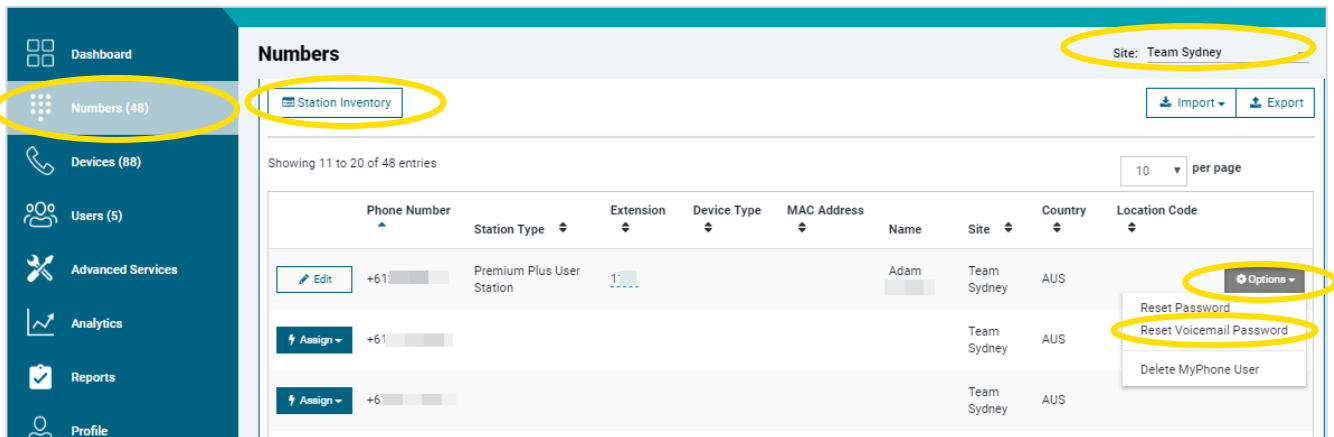 Dashboard
Numbers (48)
Devices (88)
Users (5)
Advanced Services
Analytics
Reports
Profile
Numbers
Site: Team Sydney
Station Inventory
Import
Export
Showing 11 to 20 of 48 entries
10 per page
Phone Number Station Type Extension Device Type MAC Address Name Site Country Location Code
Edit +61 Premium Plus User Adam Team AUS Options
Station Sydney
Reset Password
Reset Voicemail Password
Delete MyPhone User
Assign +61 Team AUS
Sydney
Assign +6 Team AUS
Sydney